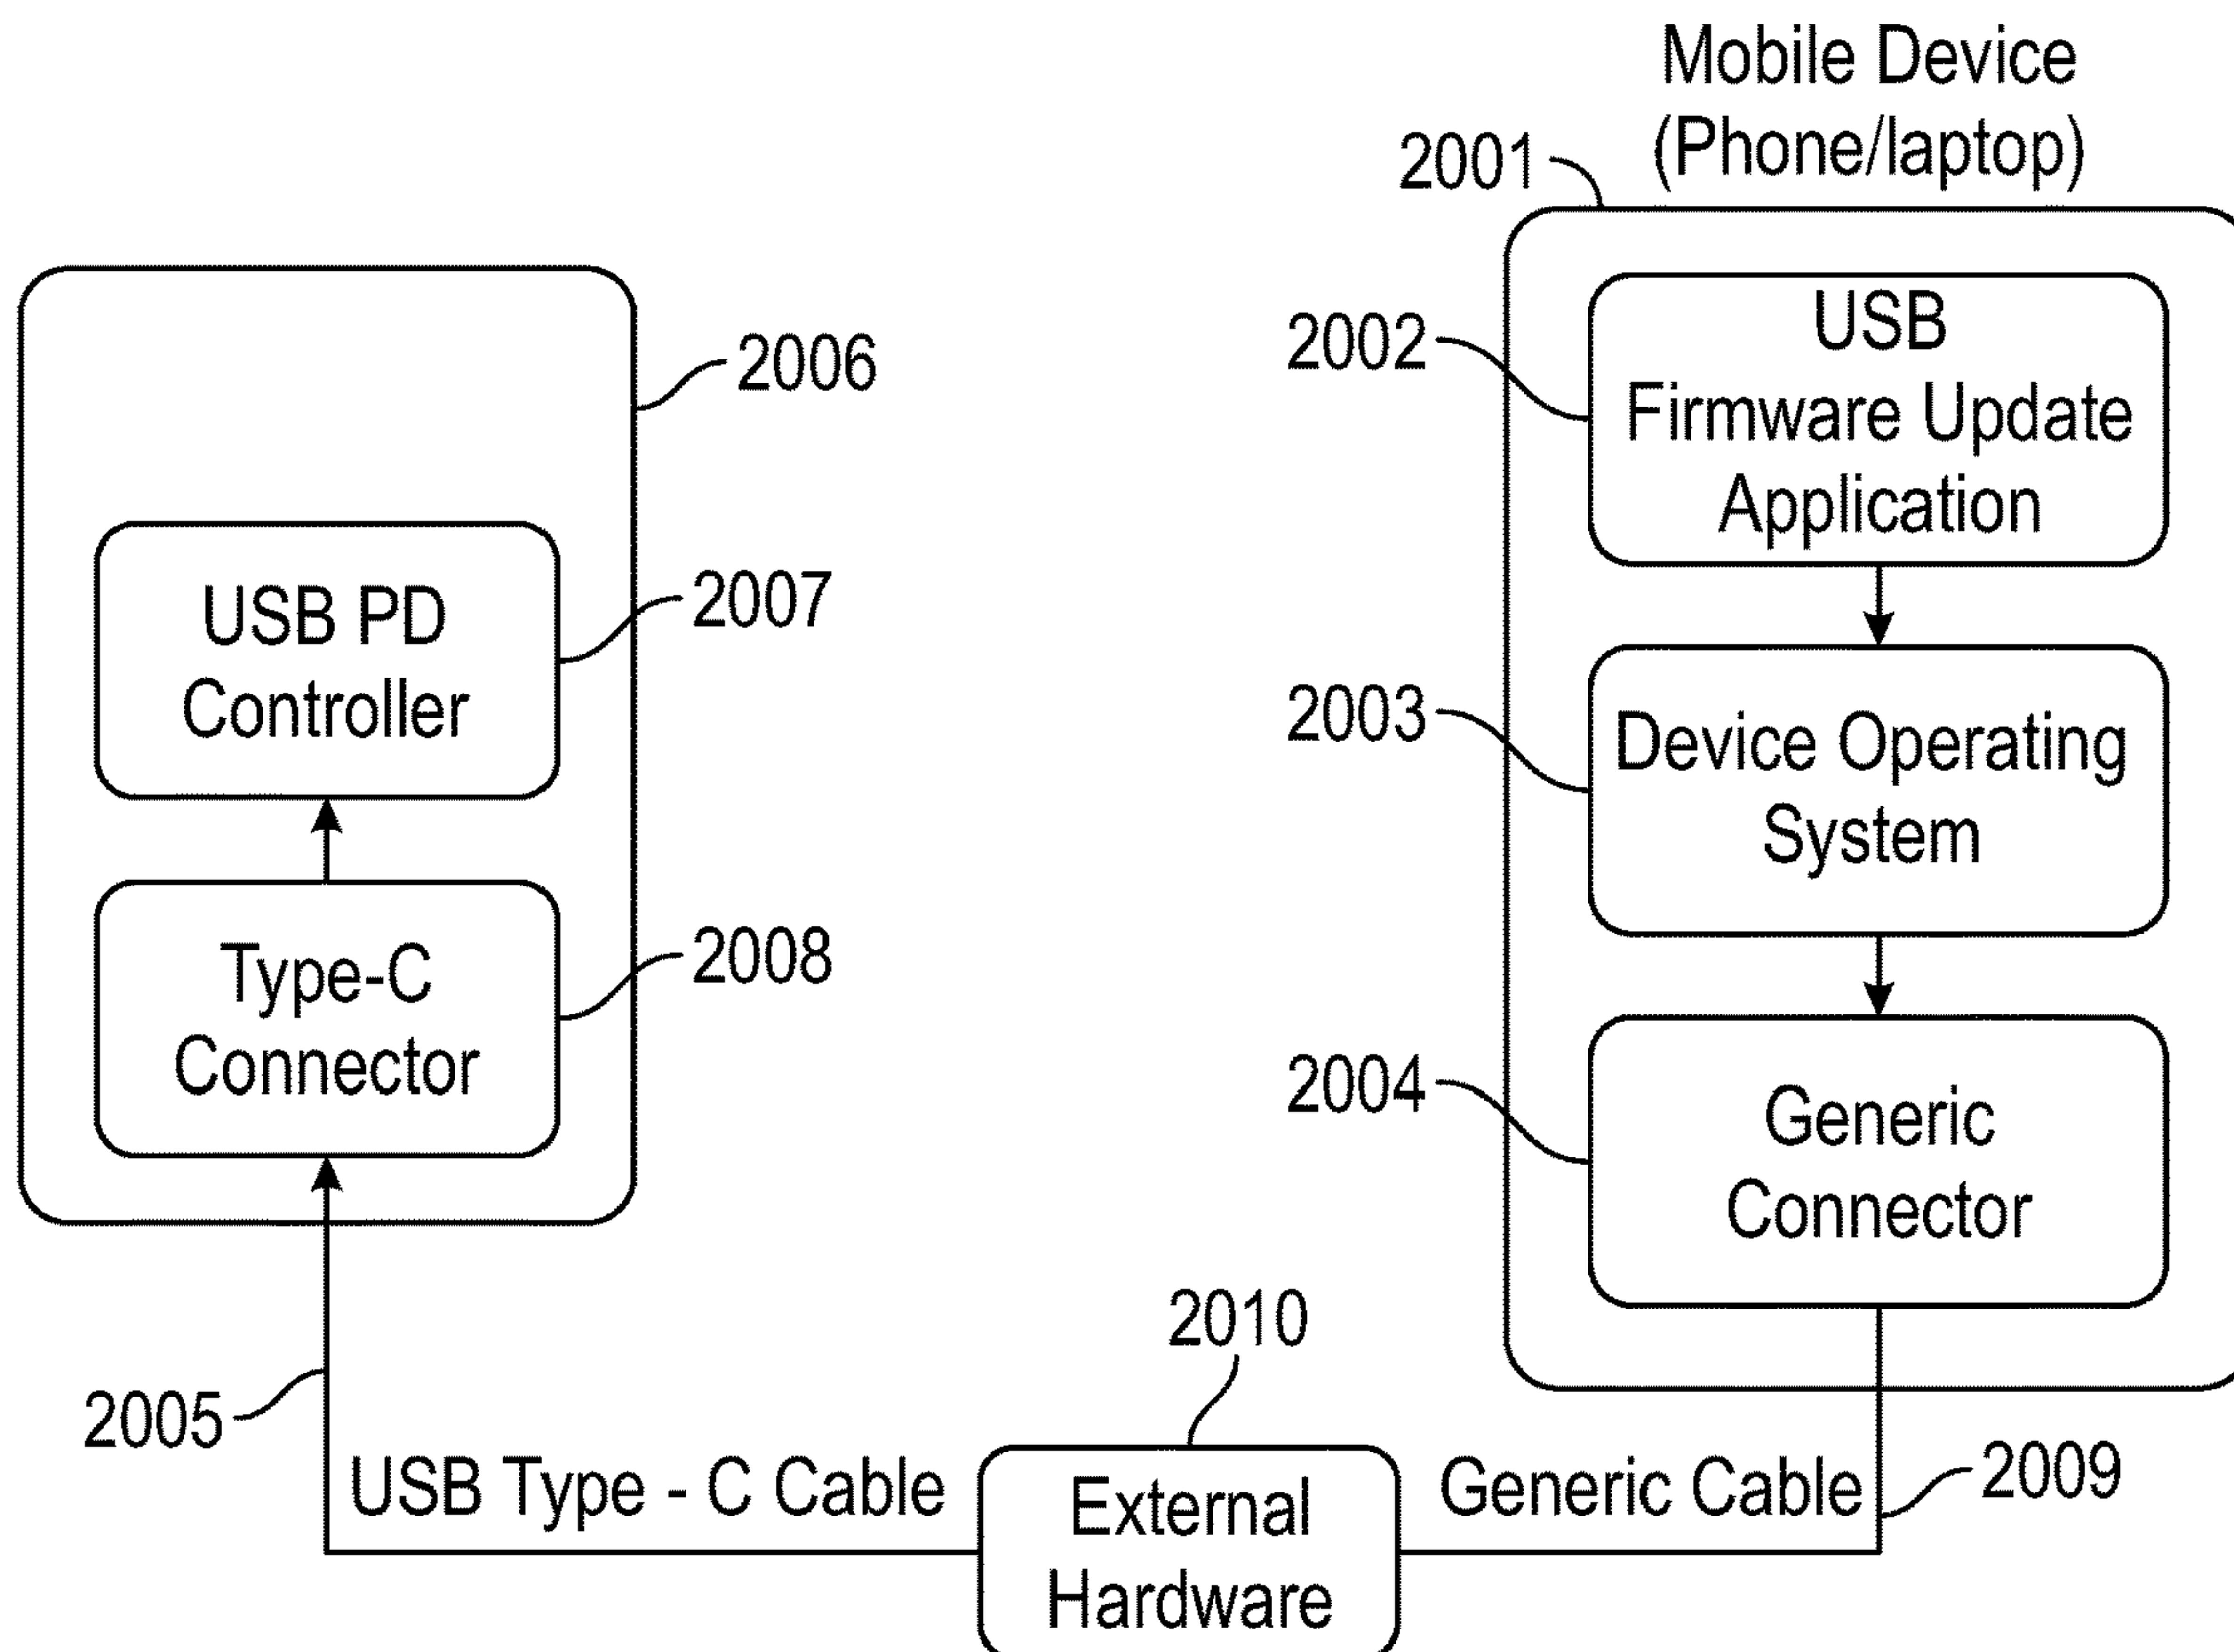 Mobile Device
(Phone/laptop)
2001
2006
2002
USB
Firmware Update
Application
USB PD
Controller
2007
2003
Device Operating
System
Type-C
Connector
2008
2004
Generic
Connector
2010
2005
USB Type - C Cable
External
Hardware
Generic Cable
2009